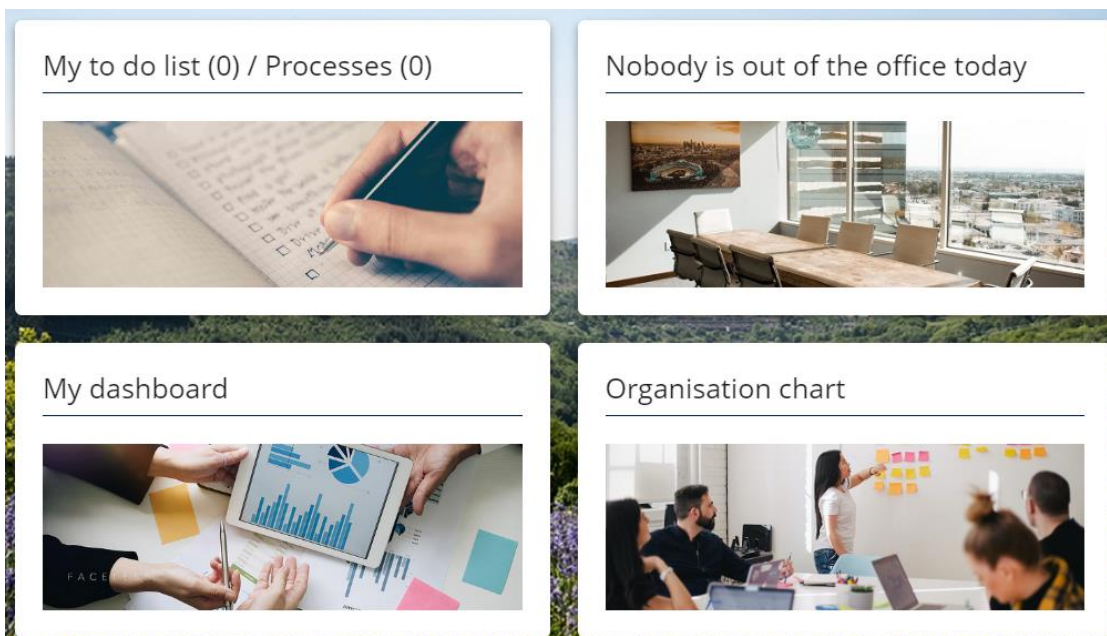 My to do list (0) / Processes (0)
Nobody is out of the office today
My dashboard
Organisation chart